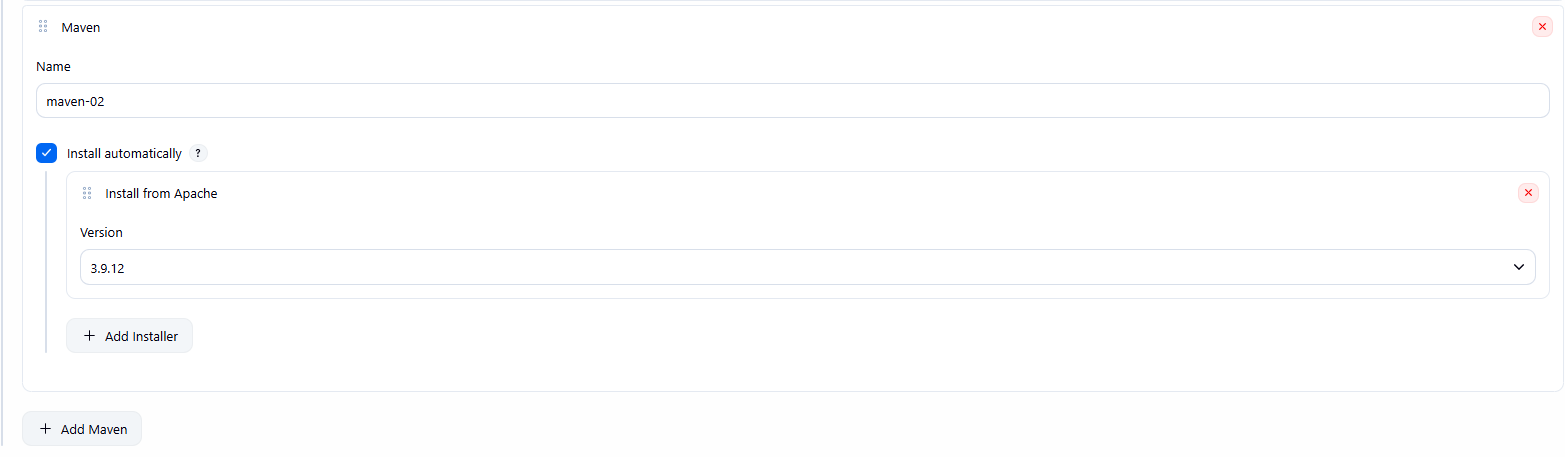 Maven
Name
maven-02
Install automatically ?
Install from Apache
Version
3.9.12
Add Installer
Add Maven